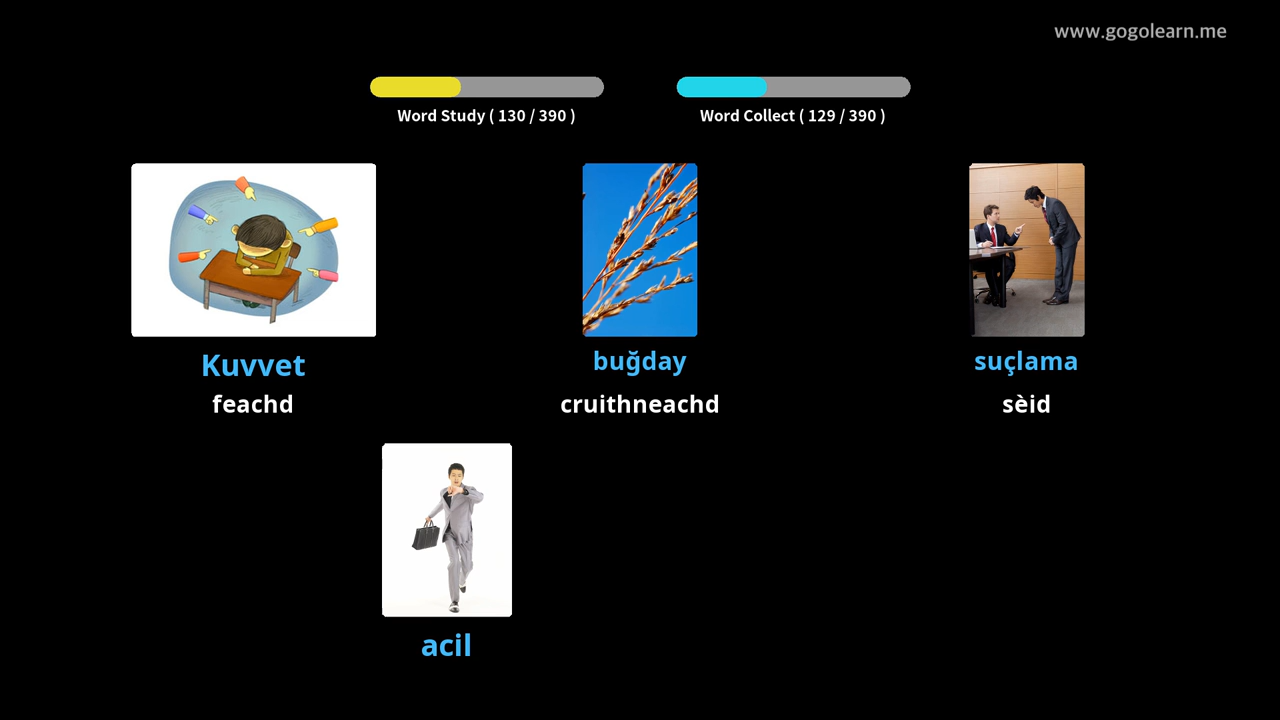 www.gogolearn.me
Word Study ( 130 / 390 )
Word Collect ( 129 / 390 )
Kuvvet
buğday
suçlama
feachd
cruithneachd
sèid
acil